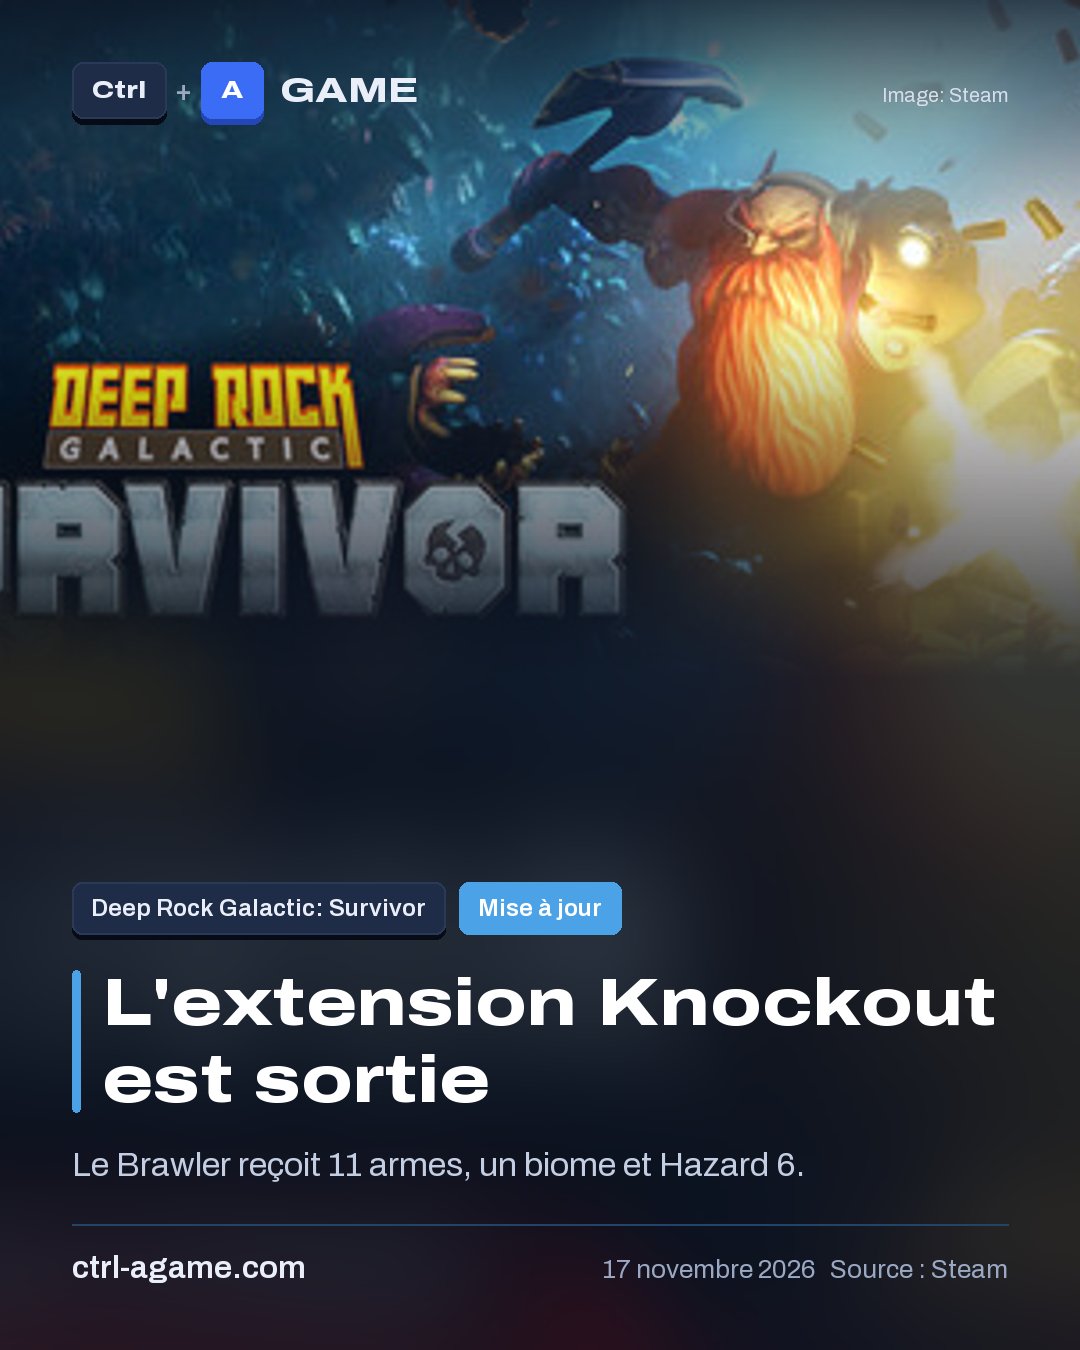 Ctrl + A GAME
Image: Steam
DEEP ROCK
GALACTIC
URVIVOR
Deep Rock Galactic: Survivor Mise à jour
L'extension Knockout
est sortie
Le Brawler reçoit 11 armes, un biome et Hazard 6.
ctrl-agame.com
17 novembre 2026 Source : Steam